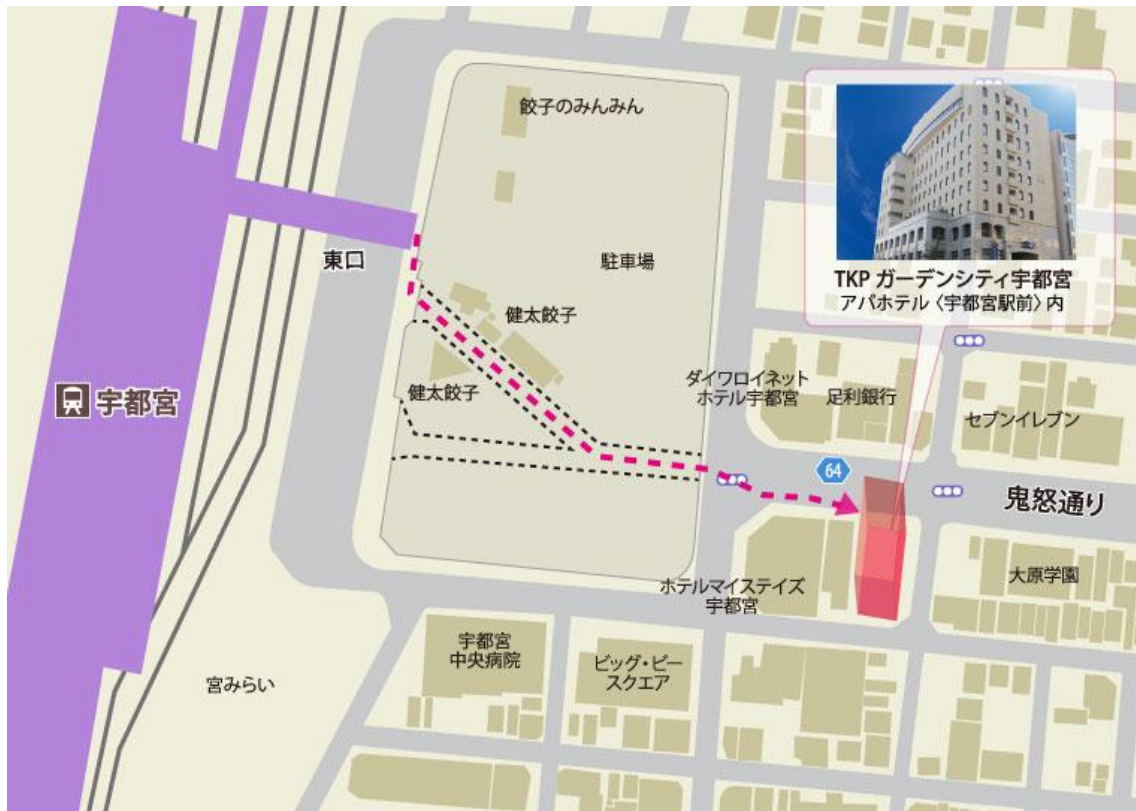 餃子のみんみん
TKP ガーデンシティ宇都宮
アパホテル〈宇都宮駅前〉内
東口
駐車場
健太餃子
健太餃子
ダイワロイネット
ホテル宇都宮
足利銀行
セブンイレブン
宇都宮
64
鬼怒通り
ホテルマイステイズ
宇都宮
大原学園
宇都宮
中央病院
ビッグ・ビー
スクエア
宮みらい